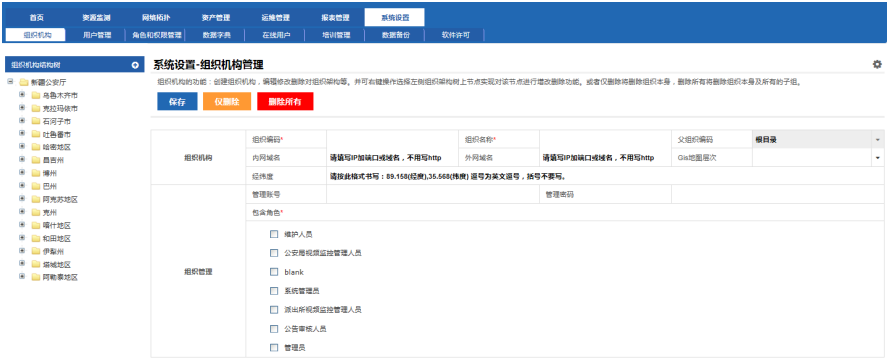 首页 资源监测 网络拓扑 资产管理 运维管理 报表管理 系统设置
组织机构 用户管理 角色和权限管理 数据字典 在线用户 培训管理 数据备份 软件许可
组织机构结构树
新疆公安厅
乌鲁木齐市
克拉玛依市
石河子市
吐鲁番市
哈密地区
昌吉州
博州
巴州
阿克苏地区
克州
喀什地区
和田地区
伊犁州
塔城地区
阿勒泰地区
系统设置-组织机构管理
组织机构的功能：创建组织机构，编辑修改删除对组织架构等。并可右键操作选择左侧组织架构树上节点实现对该节点进行增改删除功能。或者仅删除将删除组织本身，删除所有将删除组织本身及所有的子组。
保存 仅删除 删除所有
组织机构
组织编码* 组织名称* 父组织编码 根目录
内网域名 请填写IP加端口或域名，不用写http 外网域名 请填写IP加端口或域名，不用写http Gis地图层次
经纬度 请按此格式书写：89.158(经度),35.568(纬度) 逗号为英文逗号，括号不要写。
组织管理
管理账号 管理密码
包含角色*
维护人员
公安局视频监控管理人员
blank
系统管理员
派出所视频监控管理人员
公告审核人员
管理员